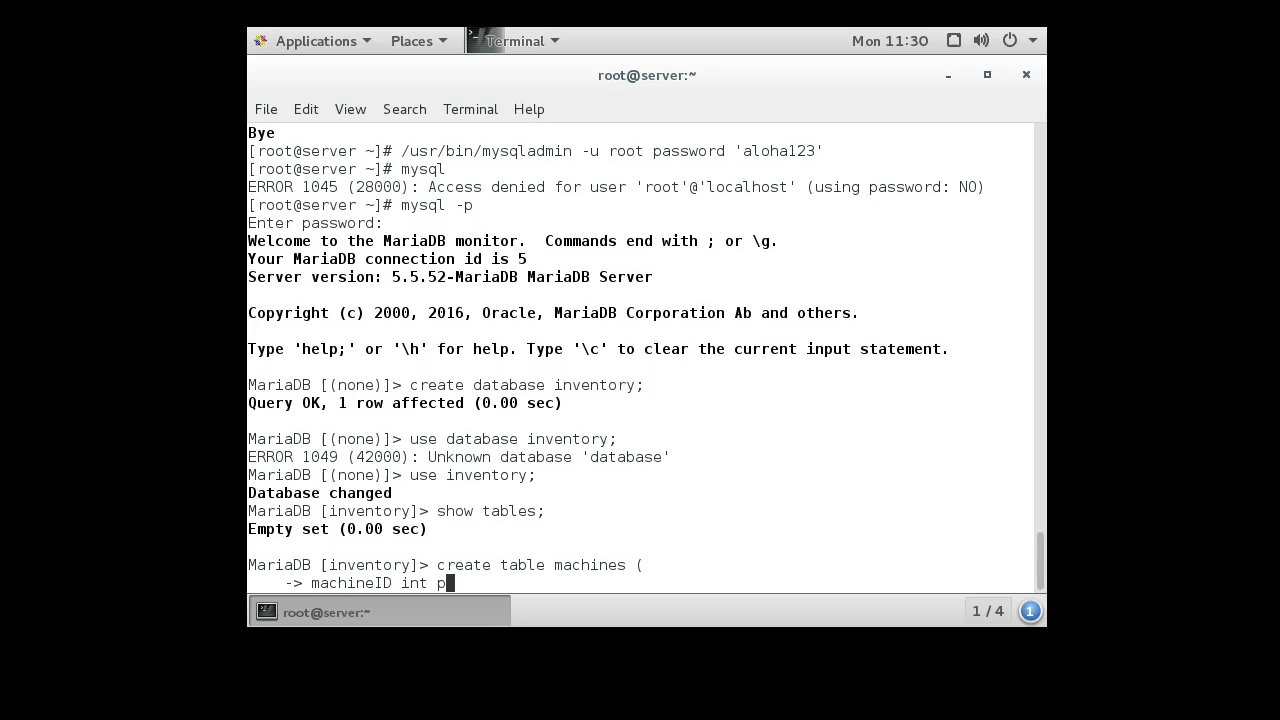 Applications Places Terminal Mon 11:30
root@server:~
File Edit View Search Terminal Help
Bye
[root@server ~]# /usr/bin/mysqladmin -u root password 'aloha123'
[root@server ~]# mysql
ERROR 1045 (28000): Access denied for user 'root'@'localhost' (using password: NO)
[root@server ~]# mysql -p
Enter password:
Welcome to the MariaDB monitor.  Commands end with ; or \g.
Your MariaDB connection id is 5
Server version: 5.5.52-MariaDB MariaDB Server
Copyright (c) 2000, 2016, Oracle, MariaDB Corporation Ab and others.
Type 'help;' or '\h' for help. Type '\c' to clear the current input statement.
MariaDB [(none)]> create database inventory;
Query OK, 1 row affected (0.00 sec)
MariaDB [(none)]> use database inventory;
ERROR 1049 (42000): Unknown database 'database'
MariaDB [(none)]> use inventory;
Database changed
MariaDB [inventory]> show tables;
Empty set (0.00 sec)
MariaDB [inventory]> create table machines (
-> machineID int p
root@server:~ 1 / 4 1